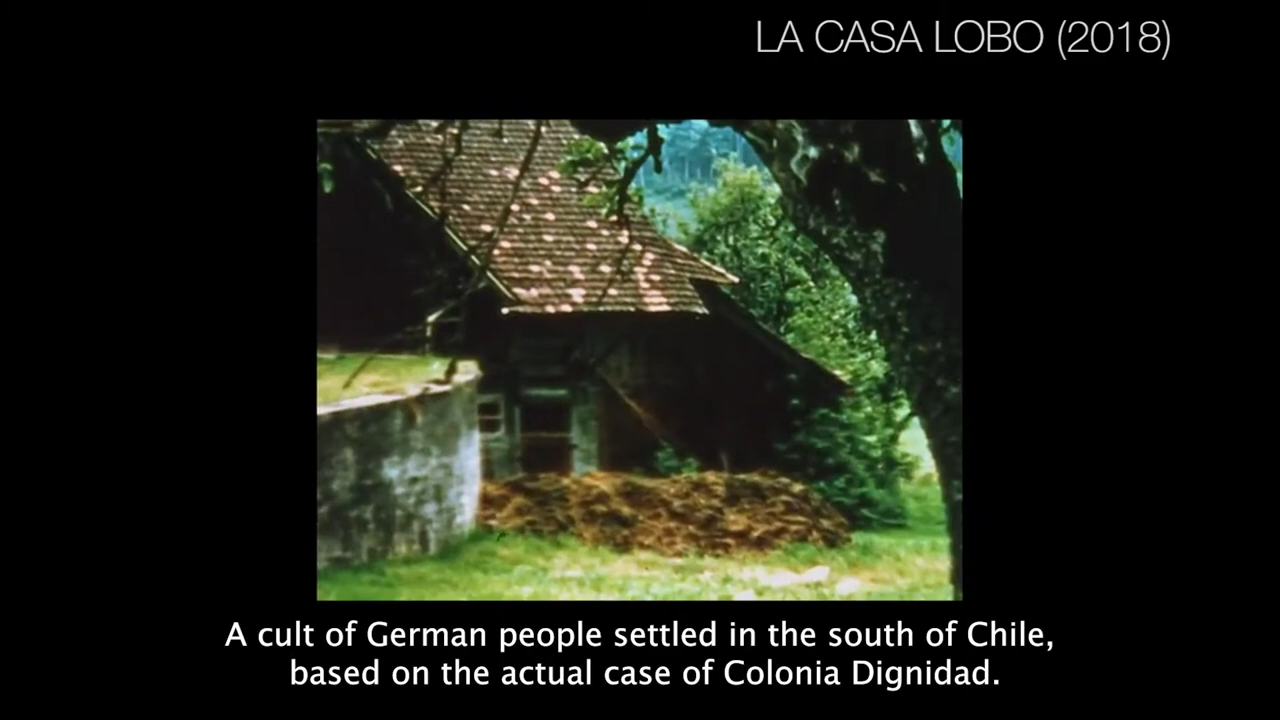 LA CASA LOBO (2018)
A cult of German people settled in the south of Chile,
based on the actual case of Colonia Dignidad.